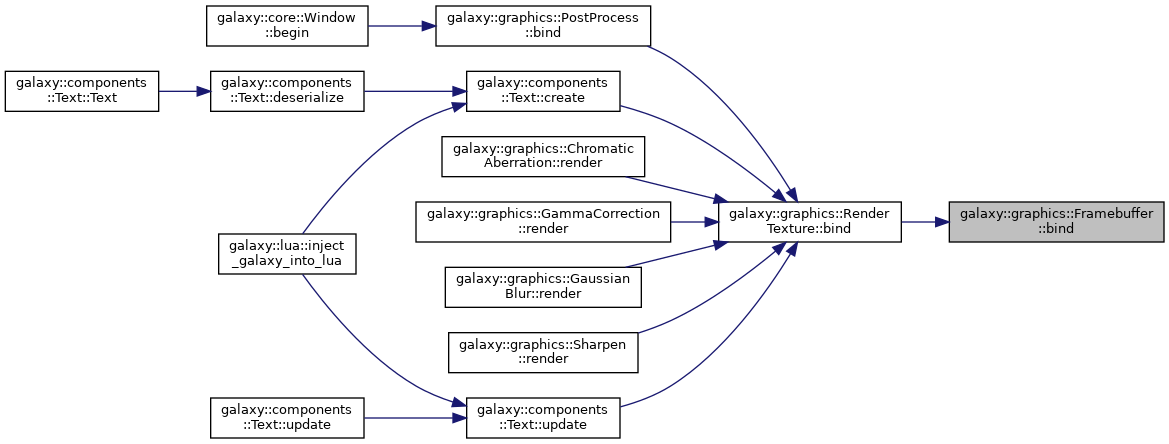 galaxy::core::Window
::begin
galaxy::graphics::PostProcess
::bind
galaxy::components
::Text::Text
galaxy::components
::Text::deserialize
galaxy::components
::Text::create
galaxy::graphics::Chromatic
Aberration::render
galaxy::graphics::GammaCorrection
::render
galaxy::graphics::Render
Texture::bind
galaxy::graphics::Framebuffer
::bind
galaxy::lua::inject
_galaxy_into_lua
galaxy::graphics::Gaussian
Blur::render
galaxy::graphics::Sharpen
::render
galaxy::components
::Text::update
galaxy::components
::Text::update